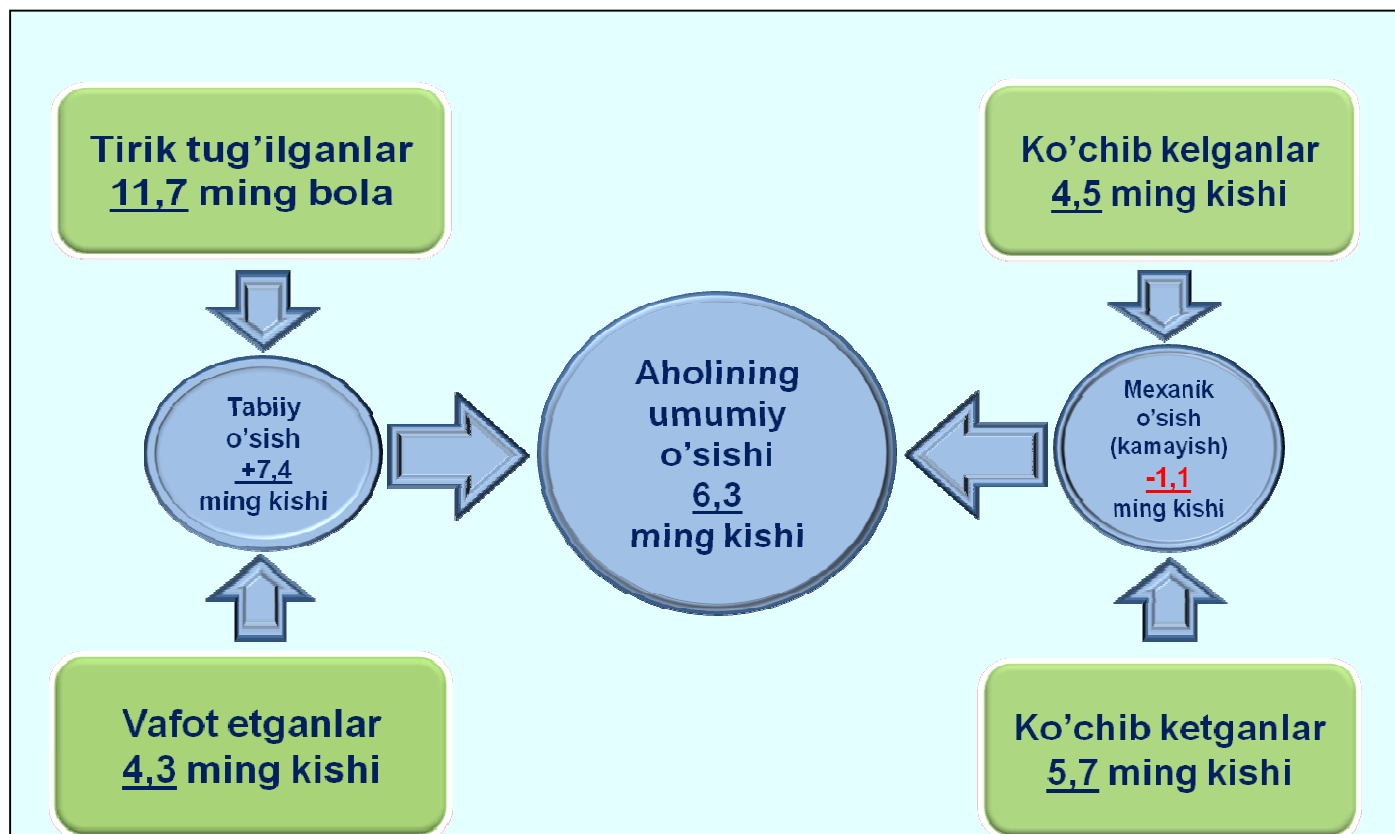 Tirik tug’ilganlar
11,7 ming bola
Ko’chib kelganlar
4,5 ming kishi
Tabiiy
o’sish
+7,4
ming kishi
Aholining
umumiy
o’sishi
6,3
ming kishi
Mexanik
o’sish
(kamayish)
-1,1
ming kishi
Vafot etganlar
4,3 ming kishi
Ko’chib ketganlar
5,7 ming kishi